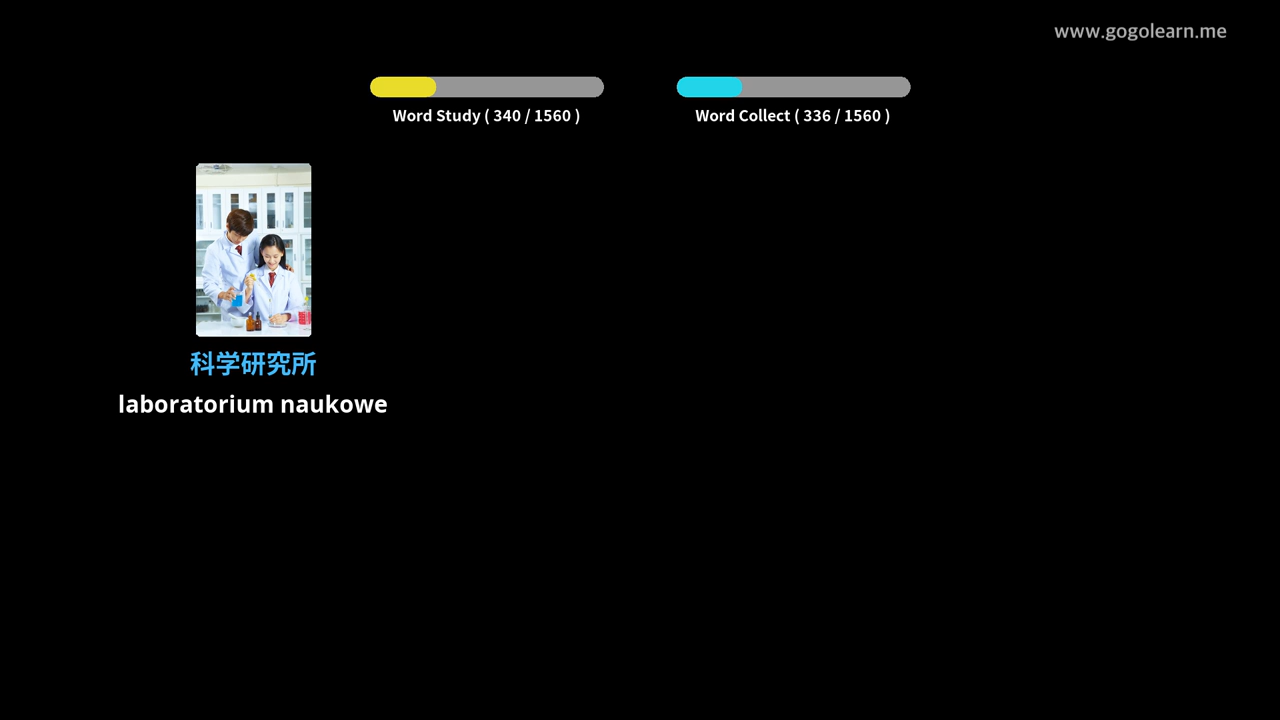 www.gogolearn.me
Word Study ( 340 / 1560 )
Word Collect ( 336 / 1560 )
科学研究所
laboratorium naukowe